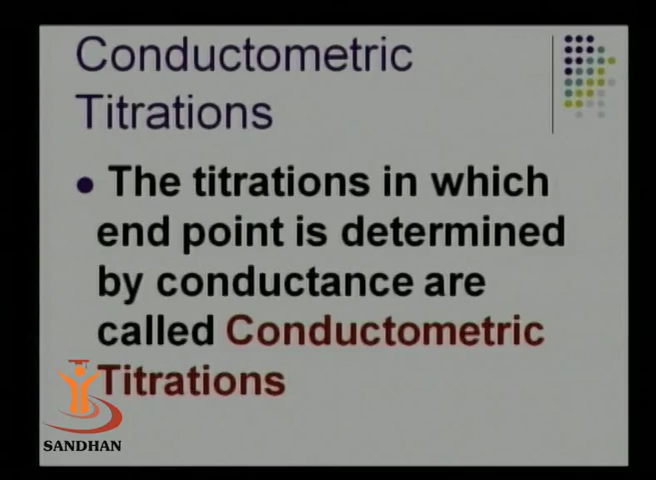 Conductometric
Titrations
The titrations in which
end point is determined
by conductance are
called Conductometric
Titrations
SANDHAN